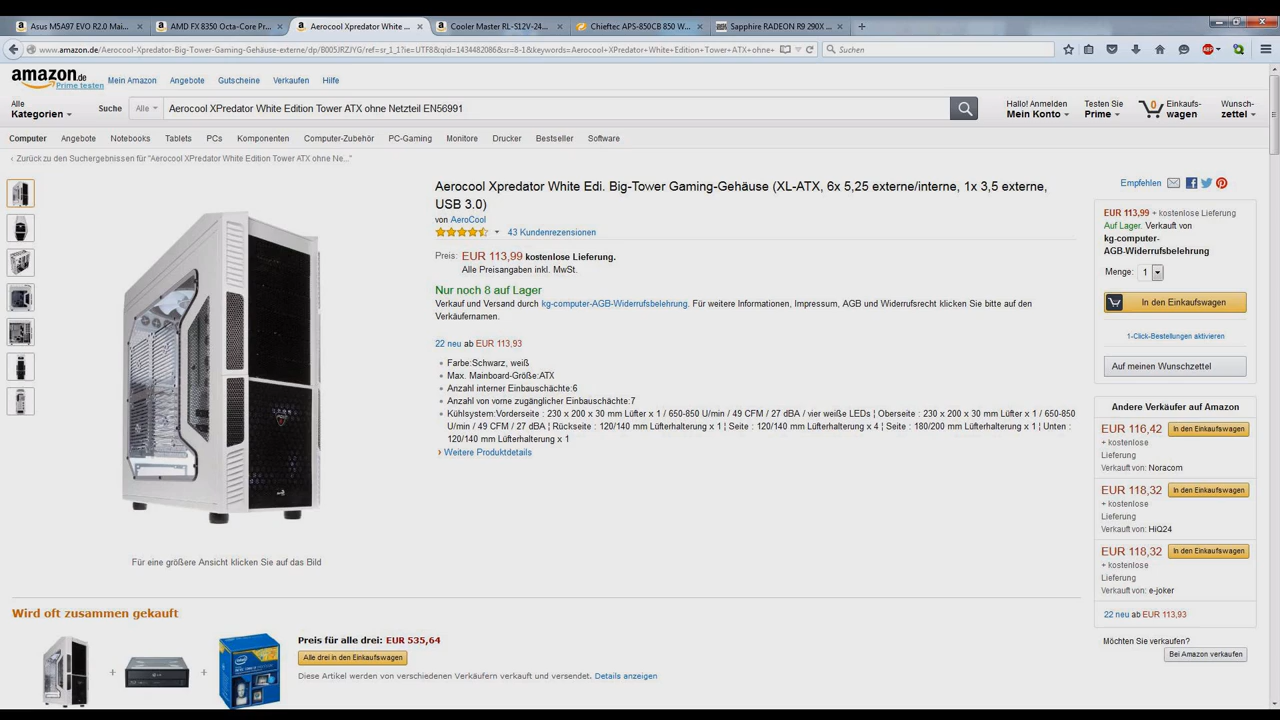 Asus M5A97 EVO R2.0 Mai...
AMD FX 8350 Octa-Core Pr...
Aerocool Xpredator White ...
Cooler Master RL-S12V-24...
Chieftec APS-850CB 850 W...
Sapphire RADEON R9 290X ...
www.amazon.de/Aerocool-Xpredator-Big-Tower-Gaming-Gehäuse-externe/dp/B005JRZJYG/ref=sr_1_1?ie=UTF8&qid=1434482086&sr=8-1&keywords=Aerocool+XPredator+White+Edition+Tower+ATX+ohne+
Suchen
amazon.de
Prime testen
Mein Amazon
Angebote
Gutscheine
Verkaufen
Hilfe
Alle
Kategorien
Suche
Alle
Aerocool XPredator White Edition Tower ATX ohne Netzteil EN56991
Hallo! Anmelden
Mein Konto
Testen Sie
Prime
0
Einkaufs-
wagen
Wunsch-
zettel
Computer
Angebote
Notebooks
Tablets
PCs
Komponenten
Computer-Zubehör
PC-Gaming
Monitore
Drucker
Bestseller
Software
‹ Zurück zu den Suchergebnissen für "Aerocool XPredator White Edition Tower ATX ohne Ne..."
Aerocool Xpredator White Edi. Big-Tower Gaming-Gehäuse (XL-ATX, 6x 5,25 externe/interne, 1x 3,5 externe,
USB 3.0)
von AeroCool
43 Kundenrezensionen
Preis: EUR 113,99 kostenlose Lieferung.
Alle Preisangaben inkl. MwSt.
Nur noch 8 auf Lager
Verkauf und Versand durch kg-computer-AGB-Widerrufsbelehrung. Für weitere Informationen, Impressum, AGB und Widerrufsrecht klicken Sie bitte auf den
Verkäufernamen.
22 neu ab EUR 113,93
Farbe:Schwarz, weiß
Max. Mainboard-Größe:ATX
Anzahl interner Einbauschächte:6
Anzahl von vorne zugänglicher Einbauschächte:7
Kühlsystem:Vorderseite : 230 x 200 x 30 mm Lüfter x 1 / 650-850 U/min / 49 CFM / 27 dBA / vier weiße LEDs ¦ Oberseite : 230 x 200 x 30 mm Lüfter x 1 / 650-850
U/min / 49 CFM / 27 dBA ¦ Rückseite : 120/140 mm Lüfterhalterung x 1 ¦ Seite : 120/140 mm Lüfterhalterung x 4 ¦ Seite : 180/200 mm Lüfterhalterung x 1 ¦ Unten :
120/140 mm Lüfterhalterung x 1
› Weitere Produktdetails
Für eine größere Ansicht klicken Sie auf das Bild
Empfehlen
EUR 113,99 + kostenlose Lieferung
Auf Lager. Verkauft von
kg-computer-
AGB-Widerrufsbelehrung
Menge: 1
In den Einkaufswagen
1-Click-Bestellungen aktivieren
Auf meinen Wunschzettel
Andere Verkäufer auf Amazon
EUR 116,42
In den Einkaufswagen
+ kostenlose
Lieferung
Verkauft von: Noracom
EUR 118,32
In den Einkaufswagen
+ kostenlose
Lieferung
Verkauft von: HiQ24
EUR 118,32
In den Einkaufswagen
+ kostenlose
Lieferung
Verkauft von: e-joker
22 neu ab EUR 113,93
Möchten Sie verkaufen?
Bei Amazon verkaufen
Wird oft zusammen gekauft
Preis für alle drei: EUR 535,64
Alle drei in den Einkaufswagen
Diese Artikel werden von verschiedenen Verkäufern verkauft und versendet. Details anzeigen